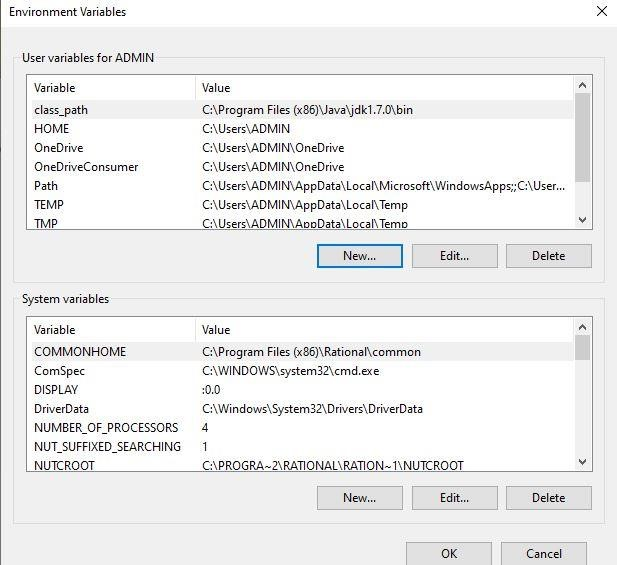 Environment Variables
User variables for ADMIN
Variable Value
class_path C:\Program Files (x86)\Java\jdk1.7.0\bin
HOME C:\Users\ADMIN
OneDrive C:\Users\ADMIN\OneDrive
OneDriveConsumer C:\Users\ADMIN\OneDrive
Path C:\Users\ADMIN\AppData\Local\Microsoft\WindowsApps;;C:\User...
TEMP C:\Users\ADMIN\AppData\Local\Temp
TMP C:\Users\ADMIN\AppData\Local\Temp
New... Edit... Delete
System variables
Variable Value
COMMONHOME C:\Program Files (x86)\Rational\common
ComSpec C:\WINDOWS\system32\cmd.exe
DISPLAY :0.0
DriverData C:\Windows\System32\Drivers\DriverData
NUMBER_OF_PROCESSORS 4
NUT_SUFFIXED_SEARCHING 1
NUTCROOT C:\PROGRA~2\RATIONAL\RATION~1\NUTCROOT
New... Edit... Delete
OK Cancel